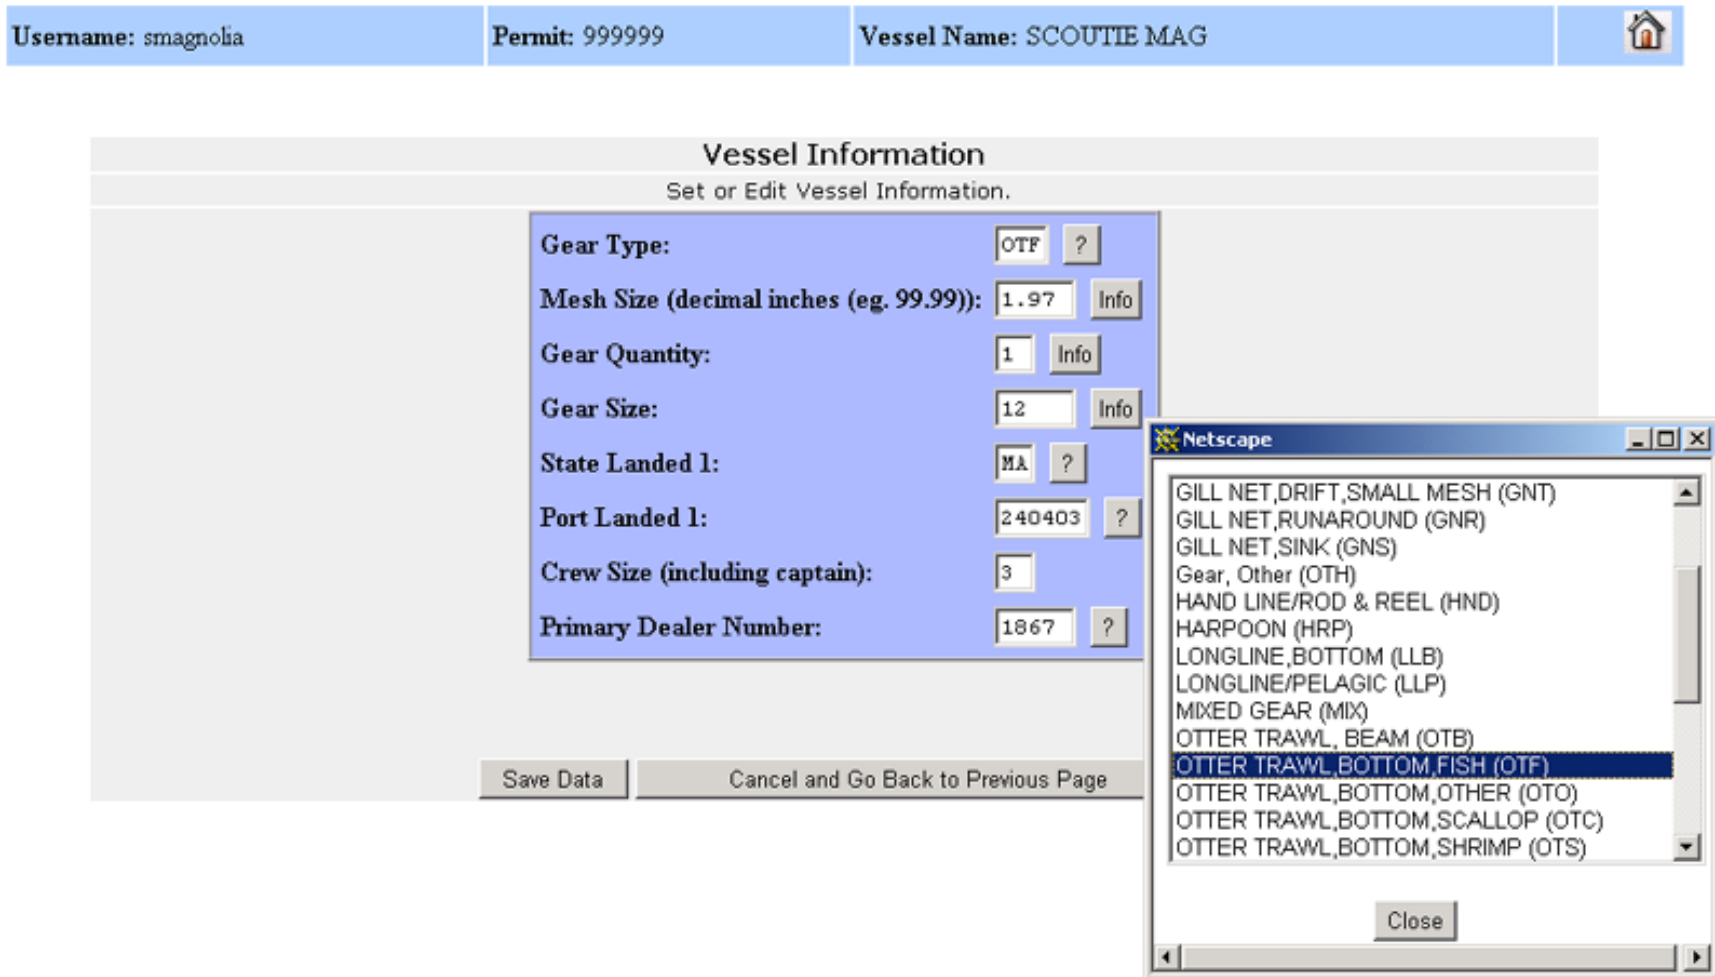 Username: smagnolia Permit: 999999 Vessel Name: SCOUTIE MAG
Vessel Information
Set or Edit Vessel Information.
Gear Type: OTF ?
Mesh Size (decimal inches (eg. 99.99)): 1.97 Info
Gear Quantity: 1 Info
Gear Size: 12 Info
State Landed 1: MA ?
Port Landed 1: 240403 ?
Crew Size (including captain): 3
Primary Dealer Number: 1867 ?
Save Data Cancel and Go Back to Previous Page
Netscape
GILL NET,DRIFT,SMALL MESH (GNT)
GILL NET,RUNAROUND (GNR)
GILL NET,SINK (GNS)
Gear, Other (OTH)
HAND LINE/ROD & REEL (HND)
HARPOON (HRP)
LONGLINE,BOTTOM (LLB)
LONGLINE/PELAGIC (LLP)
MIXED GEAR (MIX)
OTTER TRAWL, BEAM (OTB)
OTTER TRAWL,BOTTOM,FISH (OTF)
OTTER TRAWL,BOTTOM,OTHER (OTO)
OTTER TRAWL,BOTTOM,SCALLOP (OTC)
OTTER TRAWL,BOTTOM,SHRIMP (OTS)
Close